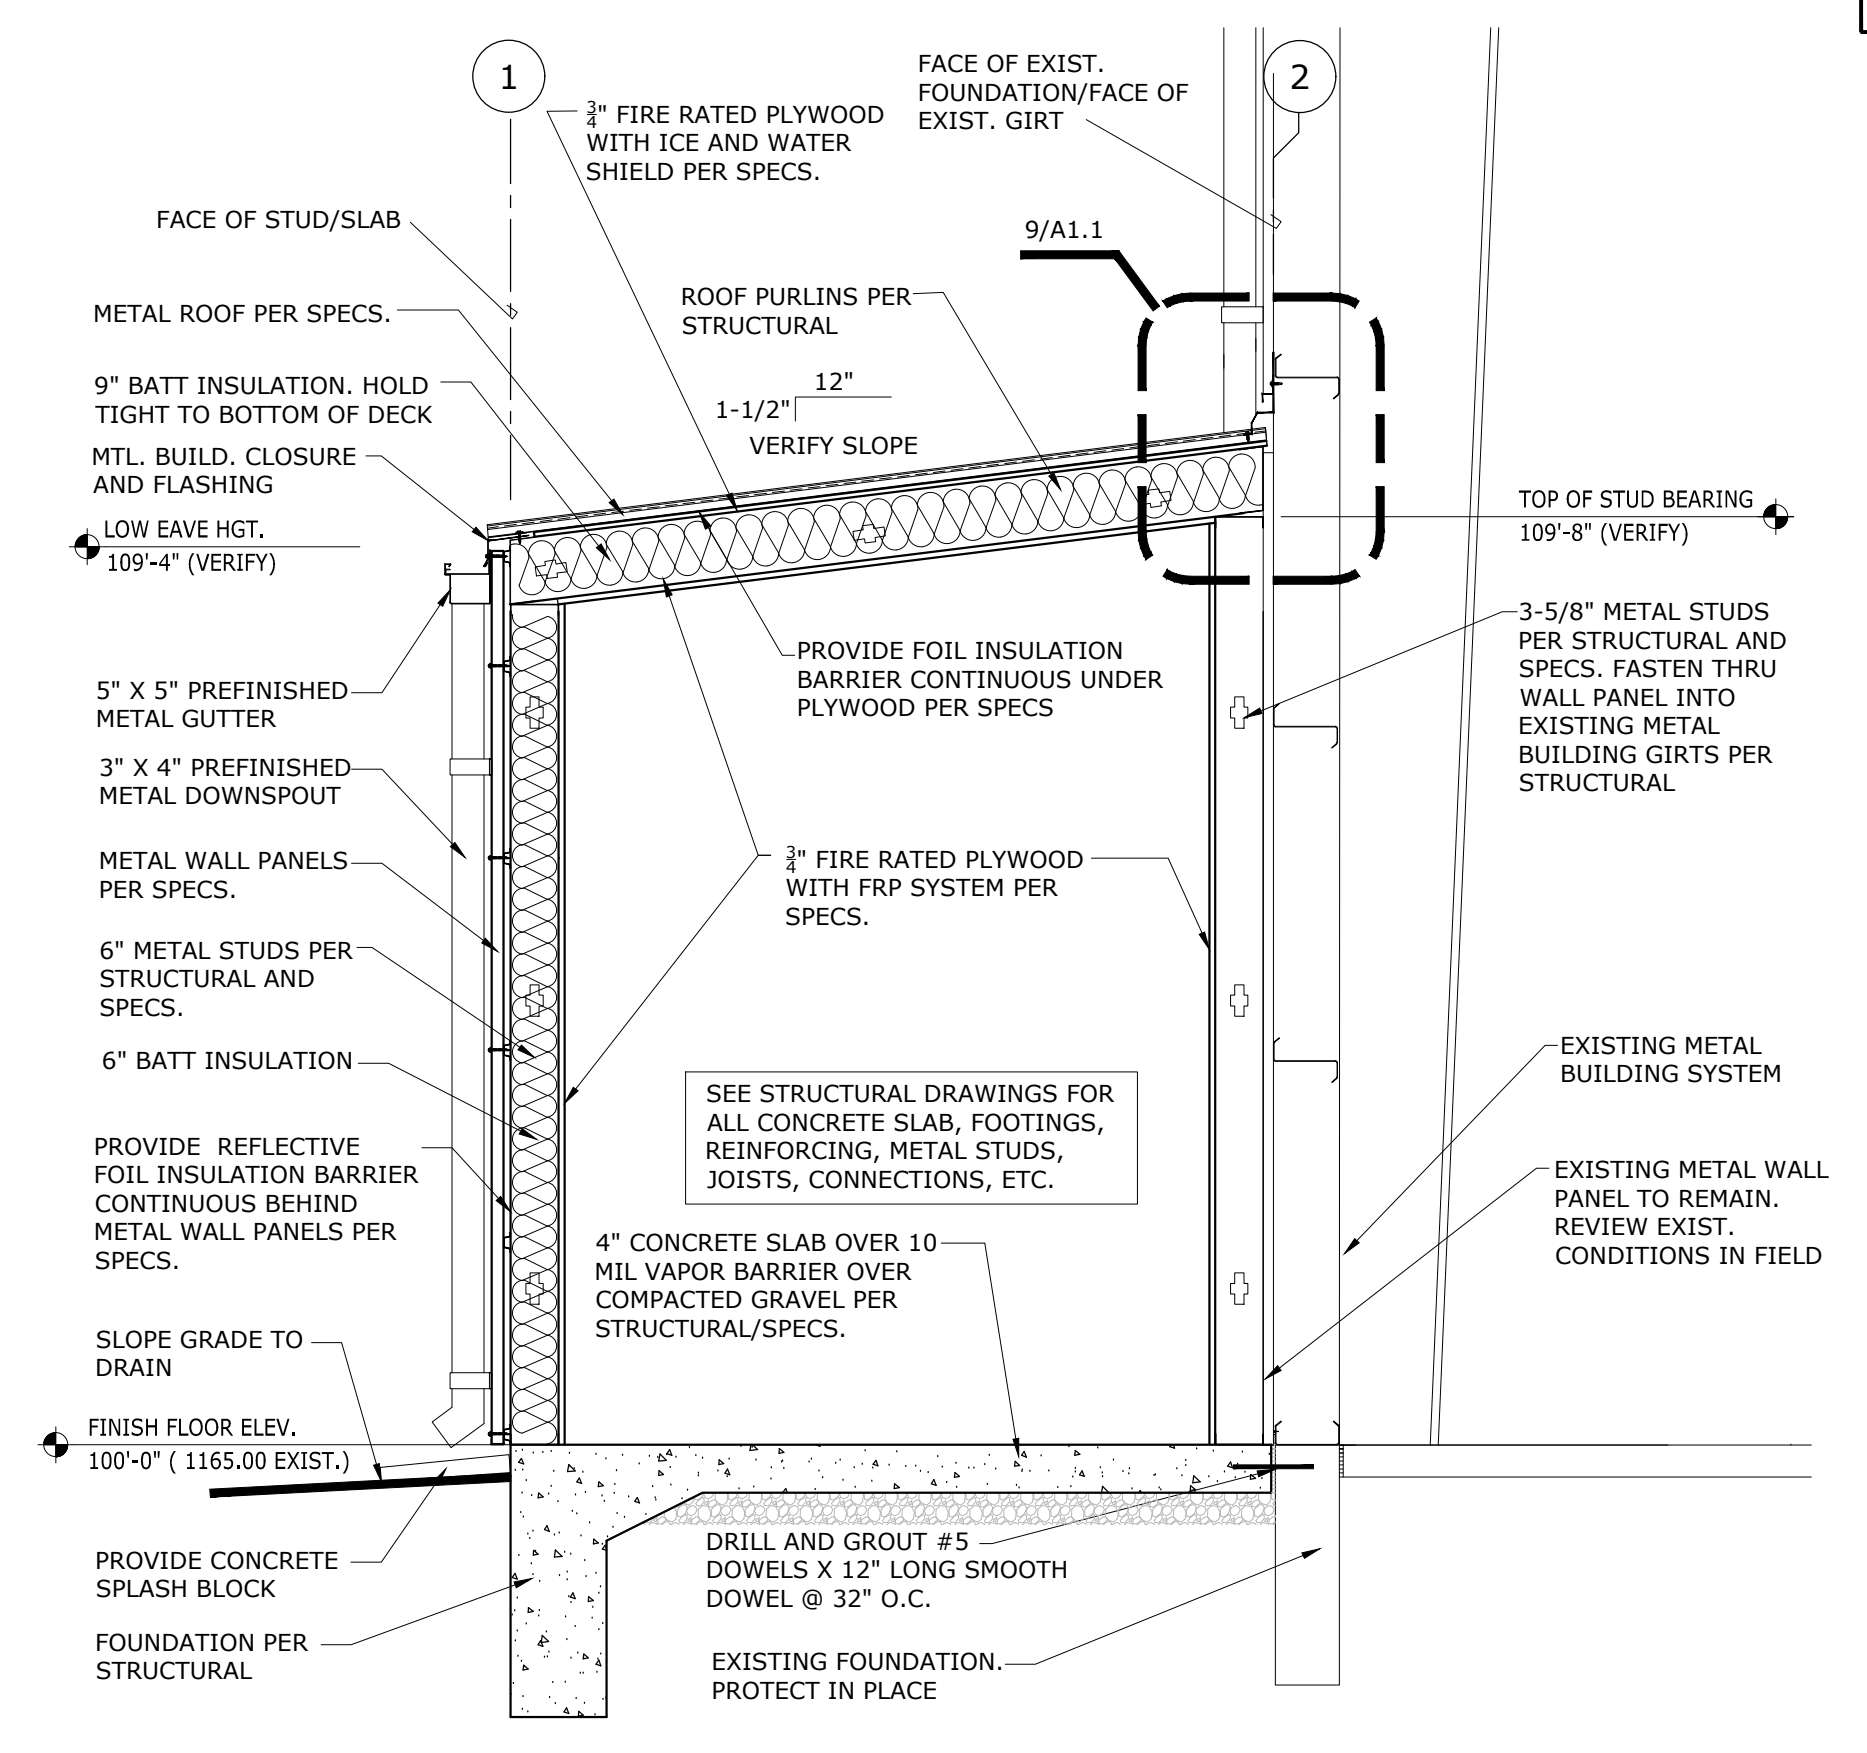 1
2
FACE OF EXIST.
FOUNDATION/FACE OF
EXIST. GIRT
3/4" FIRE RATED PLYWOOD
WITH ICE AND WATER
SHIELD PER SPECS.
FACE OF STUD/SLAB
9/A1.1
METAL ROOF PER SPECS.
ROOF PURLINS PER
STRUCTURAL
9" BATT INSULATION. HOLD
TIGHT TO BOTTOM OF DECK
12"
1-1/2"
VERIFY SLOPE
MTL. BUILD. CLOSURE
AND FLASHING
LOW EAVE HGT.
109'-4" (VERIFY)
TOP OF STUD BEARING
109'-8" (VERIFY)
3-5/8" METAL STUDS
PER STRUCTURAL AND
SPECS. FASTEN THRU
WALL PANEL INTO
EXISTING METAL
BUILDING GIRTS PER
STRUCTURAL
PROVIDE FOIL INSULATION
BARRIER CONTINUOUS UNDER
PLYWOOD PER SPECS
5" X 5" PREFINISHED
METAL GUTTER
3" X 4" PREFINISHED
METAL DOWNSPOUT
METAL WALL PANELS
PER SPECS.
3/4" FIRE RATED PLYWOOD
WITH FRP SYSTEM PER
SPECS.
6" METAL STUDS PER
STRUCTURAL AND
SPECS.
6" BATT INSULATION
EXISTING METAL
BUILDING SYSTEM
SEE STRUCTURAL DRAWINGS FOR
ALL CONCRETE SLAB, FOOTINGS,
REINFORCING, METAL STUDS,
JOISTS, CONNECTIONS, ETC.
PROVIDE REFLECTIVE
FOIL INSULATION BARRIER
CONTINUOUS BEHIND
METAL WALL PANELS PER
SPECS.
EXISTING METAL WALL
PANEL TO REMAIN.
REVIEW EXIST.
CONDITIONS IN FIELD
4" CONCRETE SLAB OVER 10
MIL VAPOR BARRIER OVER
COMPACTED GRAVEL PER
STRUCTURAL/SPECS.
SLOPE GRADE TO
DRAIN
FINISH FLOOR ELEV.
100'-0" ( 1165.00 EXIST.)
DRILL AND GROUT #5
DOWELS X 12" LONG SMOOTH
DOWEL @ 32" O.C.
PROVIDE CONCRETE
SPLASH BLOCK
FOUNDATION PER
STRUCTURAL
EXISTING FOUNDATION.
PROTECT IN PLACE